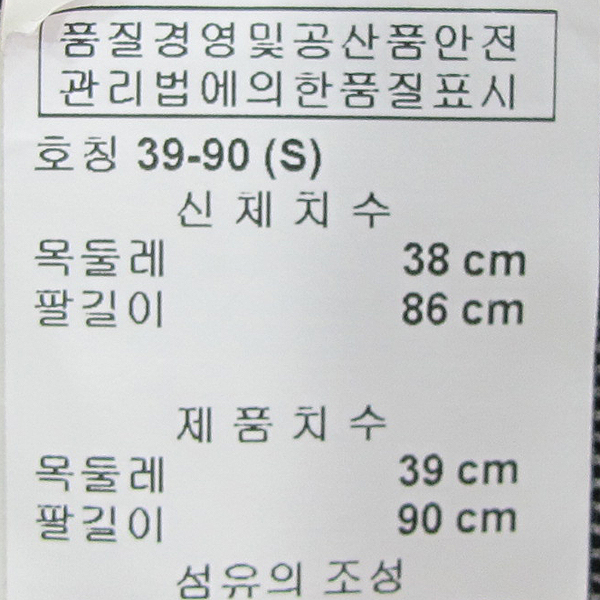 품질경영및공산품안전
관리법에의한품질표시
호칭 39-90 (S)
신 체 치 수
목둘레 38 cm
팔길이 86 cm
제 품 치 수
목둘레 39 cm
팔길이 90 cm
섬유의 조성